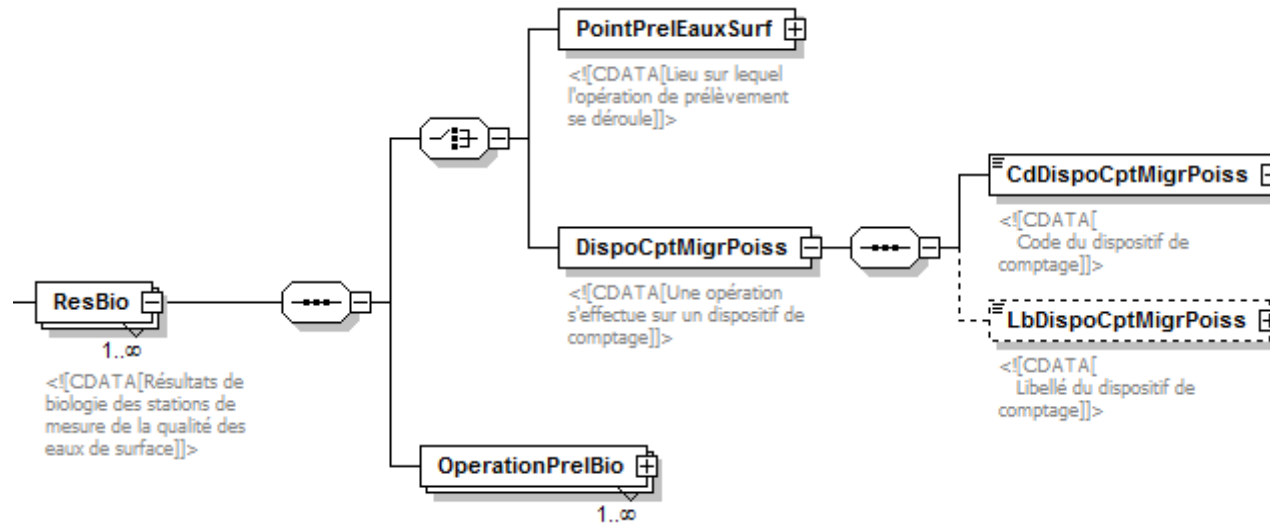 PointPrelEauxSurf
<![CDATA[Lieu sur lequel
l'opération de prélèvement
se déroule]]>
CdDispoCptMigrPoiss
<![CDATA[
Code du dispositif de
comptage]]>
DispoCptMigrPoiss
<![CDATA[Une opération
s'effectue sur un dispositif de
comptage]]>
LbDispoCptMigrPoiss
<![CDATA[
Libellé du dispositif de
comptage]]>
ResBio
1..∞
<![CDATA[Résultats de
biologie des stations de
mesure de la qualité des
eaux de surface]]>
OperationPrelBio
1..∞